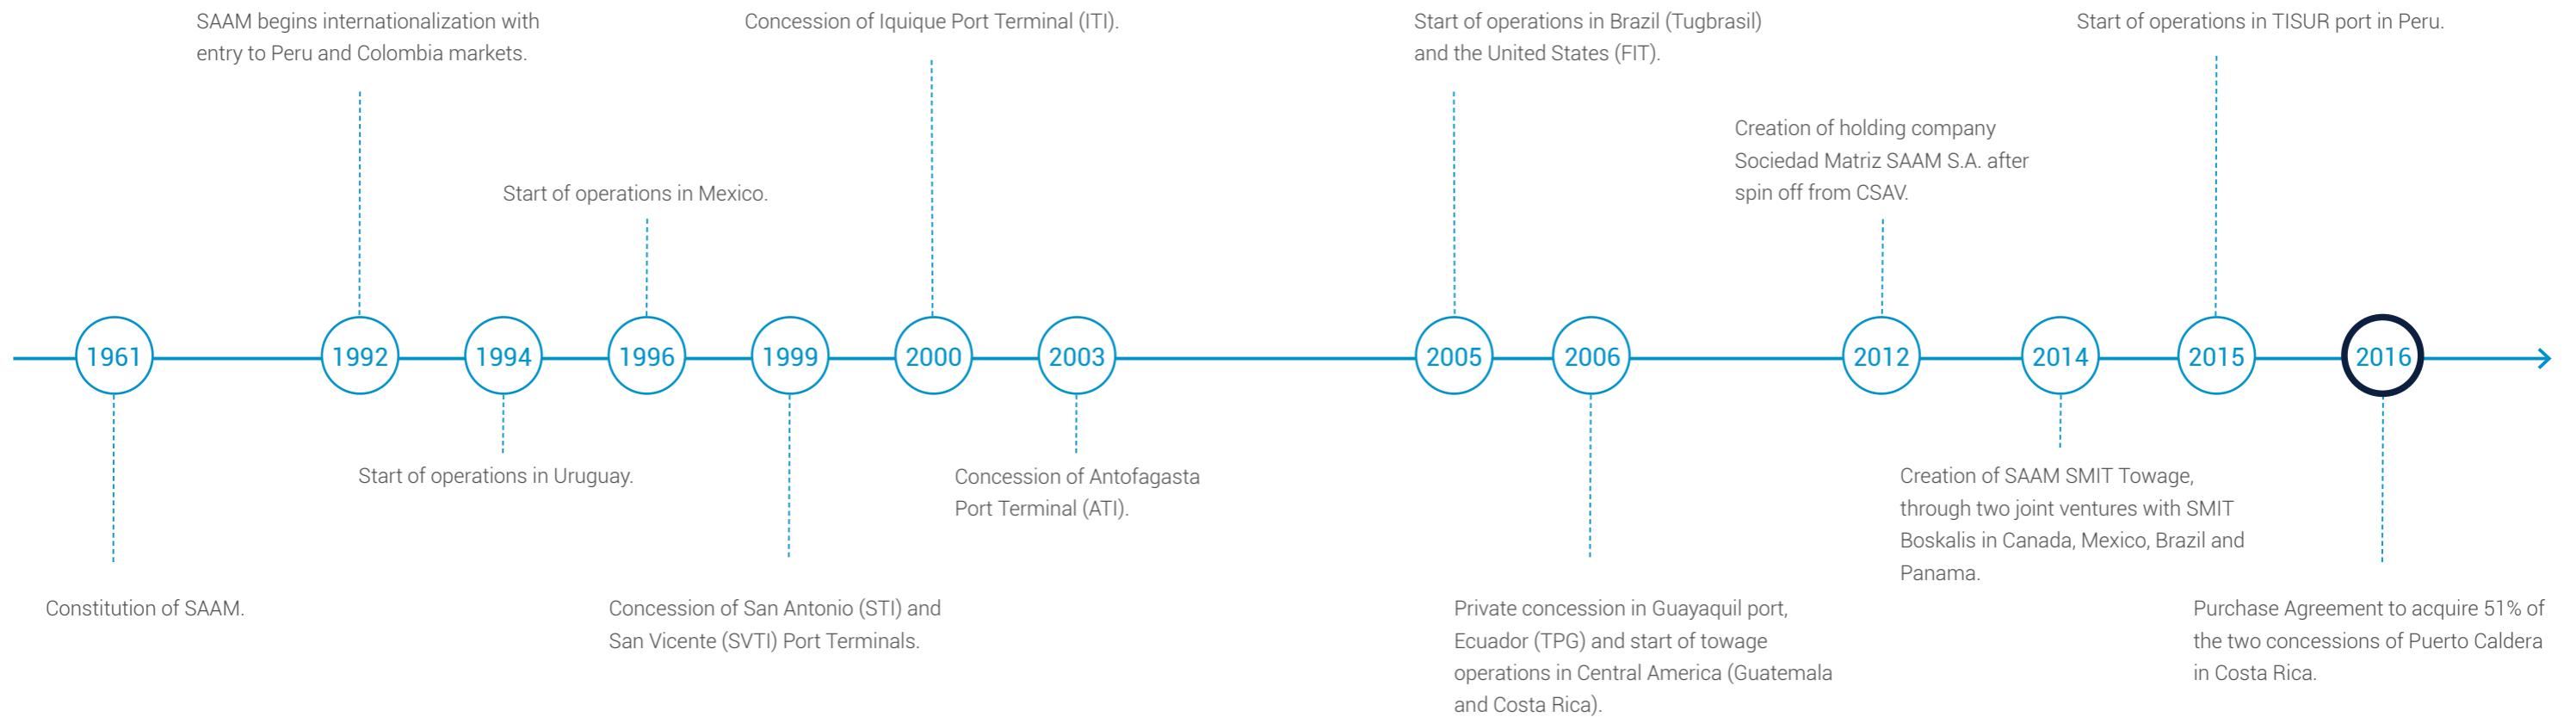 SAAM begins internationalization with
entry to Peru and Colombia markets.
Concession of Iquique Port Terminal (ITI).
Start of operations in Brazil (Tugbrasil)
and the United States (FIT).
Start of operations in TISUR port in Peru.
Creation of holding company
Sociedad Matriz SAAM S.A. after
spin off from CSAV.
Start of operations in Mexico.
1961
1992
1994
1996
1999
2000
2003
2005
2006
2012
2014
2015
2016
Start of operations in Uruguay.
Concession of Antofagasta
Port Terminal (ATI).
Creation of SAAM SMIT Towage,
through two joint ventures with SMIT
Boskalis in Canada, Mexico, Brazil and
Panama.
Constitution of SAAM.
Concession of San Antonio (STI) and
San Vicente (SVTI) Port Terminals.
Private concession in Guayaquil port,
Ecuador (TPG) and start of towage
operations in Central America (Guatemala
and Costa Rica).
Purchase Agreement to acquire 51% of
the two concessions of Puerto Caldera
in Costa Rica.